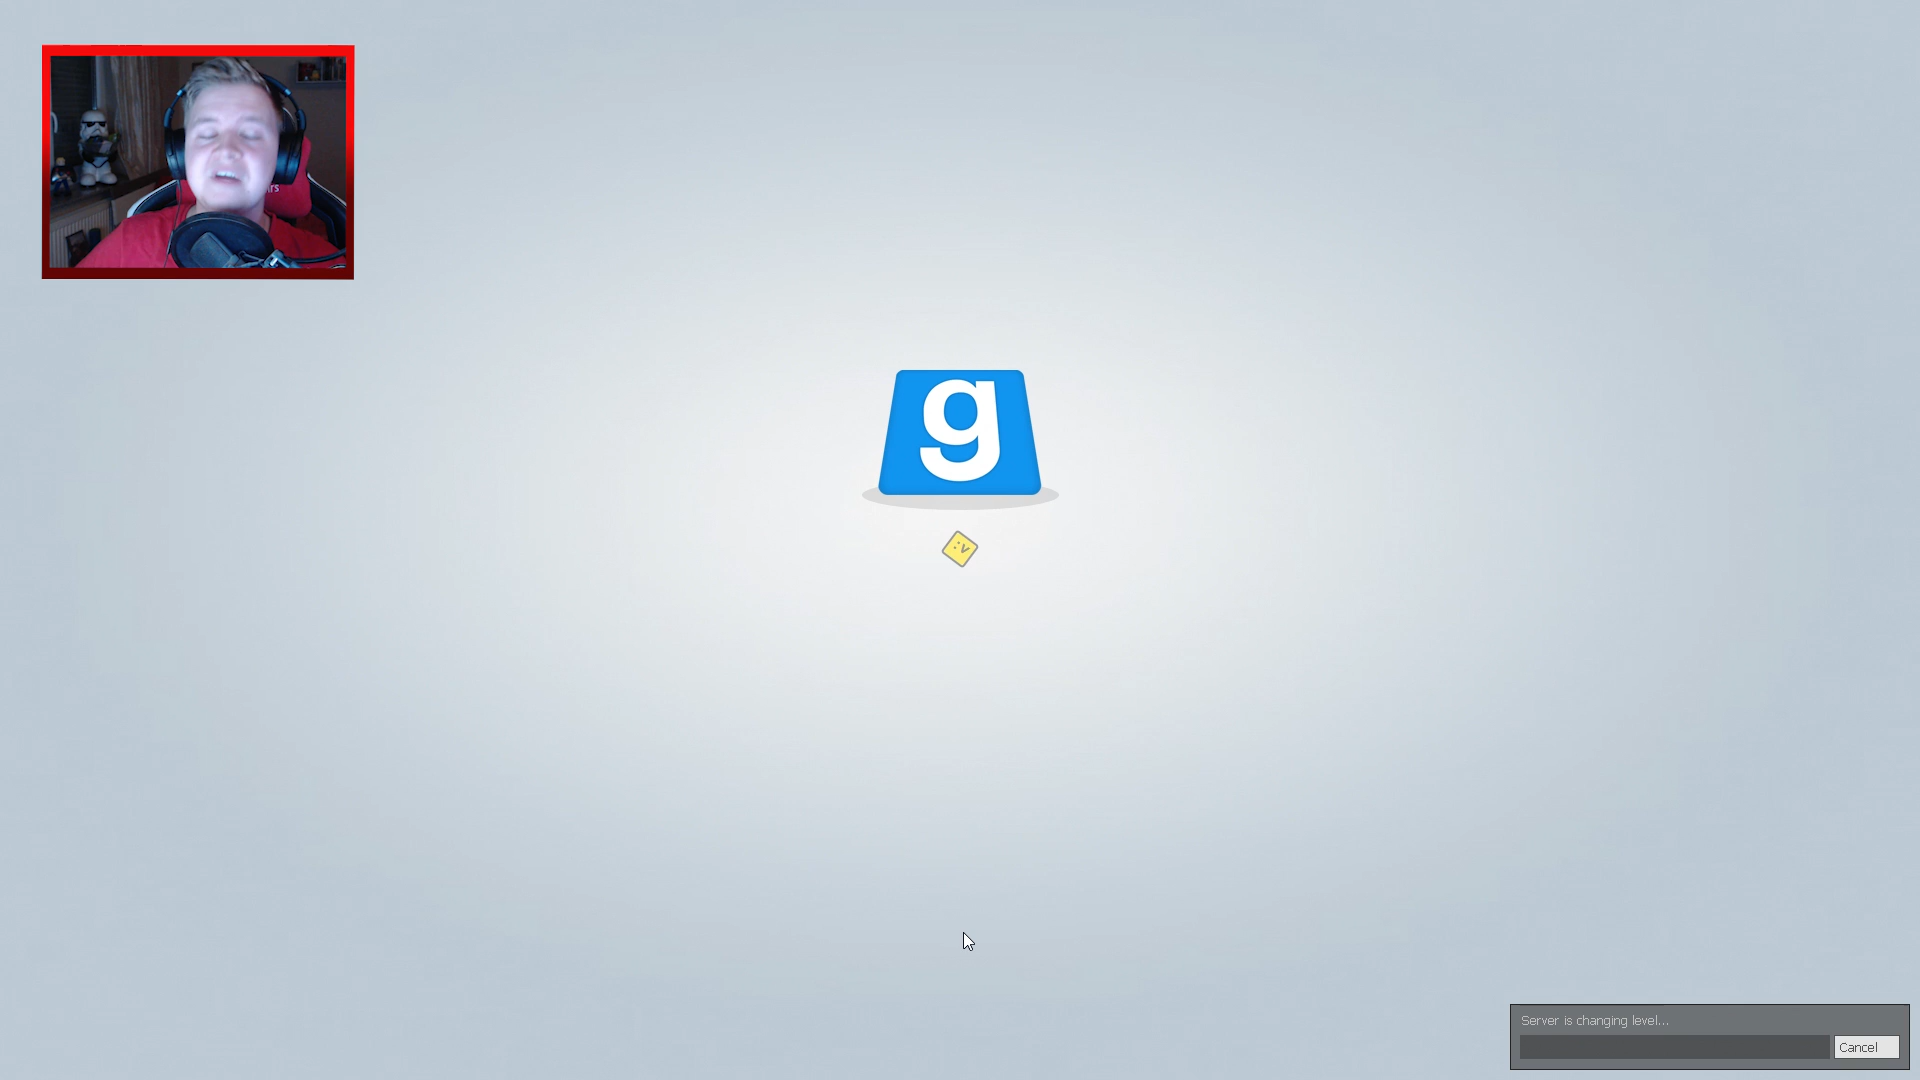 g
:v
Server is changing level...
Cancel